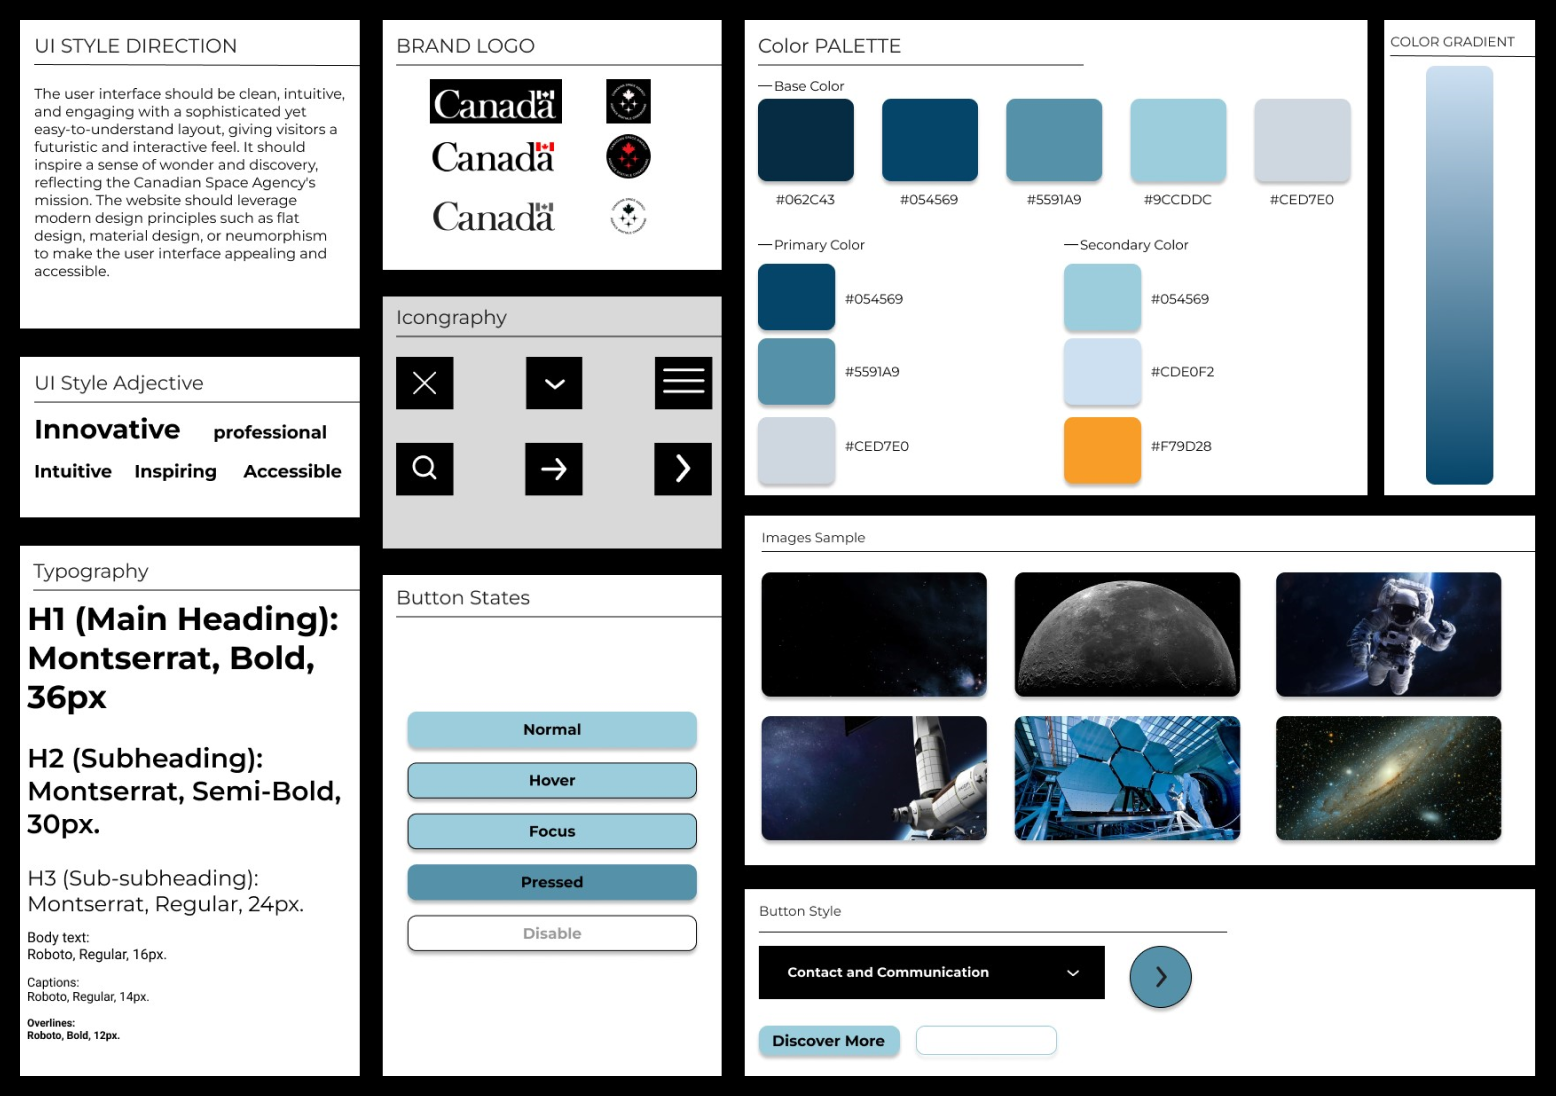 UI STYLE DIRECTION
The user interface should be clean, intuitive,
and engaging with a sophisticated yet
easy-to-understand layout, giving visitors a
futuristic and interactive feel. It should
inspire a sense of wonder and discovery,
reflecting the Canadian Space Agency's
mission. The website should leverage
modern design principles such as flat
design, material design, or neumorphism
to make the user interface appealing and
accessible.
UI Style Adjective
Innovative professional
Intuitive Inspiring Accessible
Typography
H1 (Main Heading):
Montserrat, Bold,
36px
H2 (Subheading):
Montserrat, Semi-Bold,
30px.
H3 (Sub-subheading):
Montserrat, Regular, 24px.
Body text:
Roboto, Regular, 16px.
Captions:
Roboto, Regular, 14px.
Overlines:
Roboto, Bold, 12px.
BRAND LOGO
Canada
Canada
Canada
Icongraphy
Button States
Normal
Hover
Focus
Pressed
Disable
Color PALETTE
Base Color
#062C43 #054569 #5591A9 #9CCDDC #CED7E0
Primary Color
#054569
#5591A9
#CED7E0
Secondary Color
#054569
#CDE0F2
#F79D28
COLOR GRADIENT
Images Sample
Button Style
Contact and Communication
Discover More